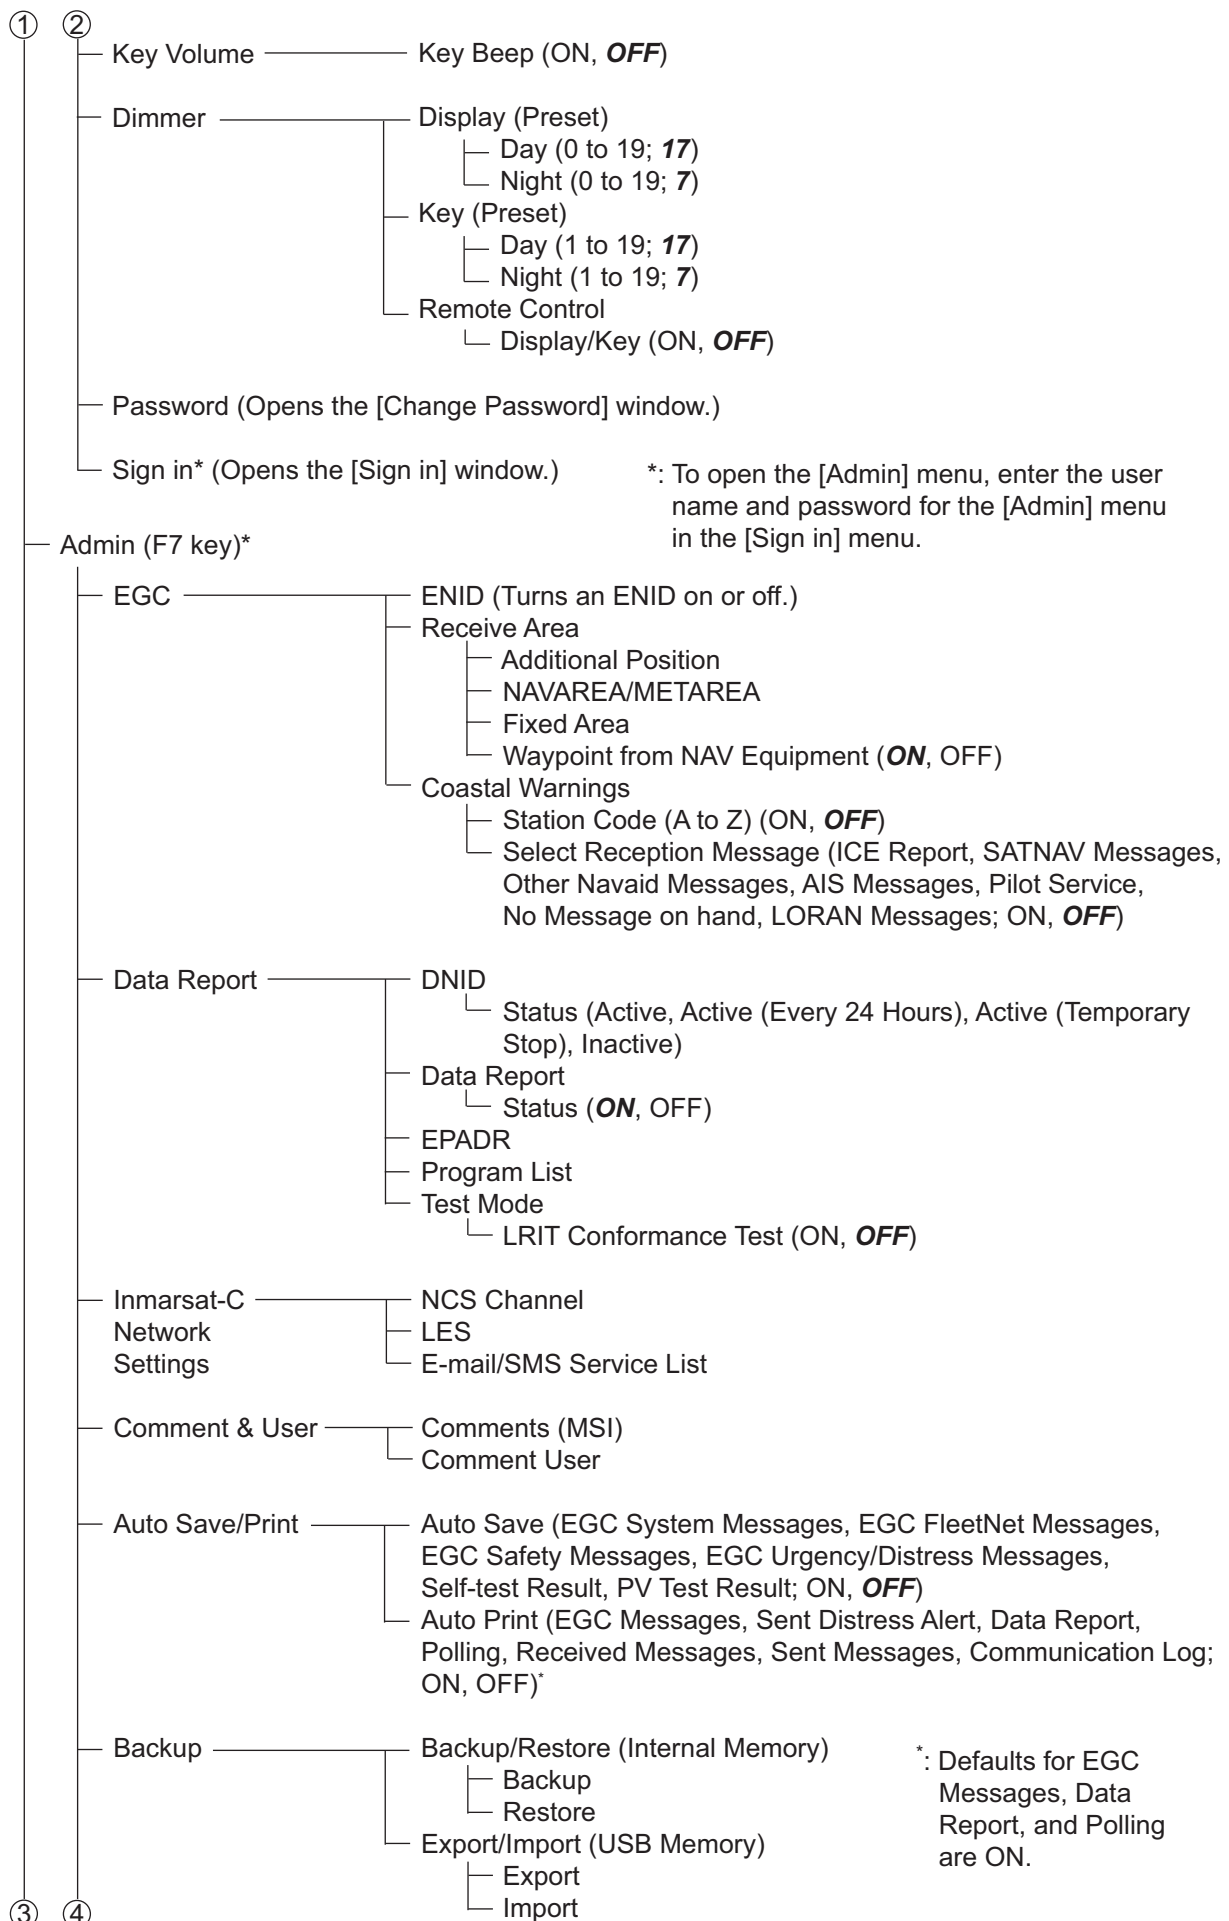 ① ②
Key Volume Key Beep (ON, OFF)
Dimmer Display (Preset)
Day (0 to 19; 17)
Night (0 to 19; 7)
Key (Preset)
Day (1 to 19; 17)
Night (1 to 19; 7)
Remote Control
Display/Key (ON, OFF)
Password (Opens the [Change Password] window.)
Sign in* (Opens the [Sign in] window.)
*: To open the [Admin] menu, enter the user
name and password for the [Admin] menu
in the [Sign in] menu.
Admin (F7 key)*
EGC ENID (Turns an ENID on or off.)
Receive Area
Additional Position
NAVAREA/METAREA
Fixed Area
Waypoint from NAV Equipment (ON, OFF)
Coastal Warnings
Station Code (A to Z) (ON, OFF)
Select Reception Message (ICE Report, SATNAV Messages,
Other Navaid Messages, AIS Messages, Pilot Service,
No Message on hand, LORAN Messages; ON, OFF)
Data Report DNID
Status (Active, Active (Every 24 Hours), Active (Temporary
Stop), Inactive)
Data Report
Status (ON, OFF)
EPADR
Program List
Test Mode
LRIT Conformance Test (ON, OFF)
Inmarsat-C NCS Channel
Network LES
Settings E-mail/SMS Service List
Comment & User Comments (MSI)
Comment User
Auto Save/Print Auto Save (EGC System Messages, EGC FleetNet Messages,
EGC Safety Messages, EGC Urgency/Distress Messages,
Self-test Result, PV Test Result; ON, OFF)
Auto Print (EGC Messages, Sent Distress Alert, Data Report,
Polling, Received Messages, Sent Messages, Communication Log;
ON, OFF)*
Backup Backup/Restore (Internal Memory)
Backup
Restore
Export/Import (USB Memory)
Export
Import
*: Defaults for EGC
Messages, Data
Report, and Polling
are ON.
③ ④